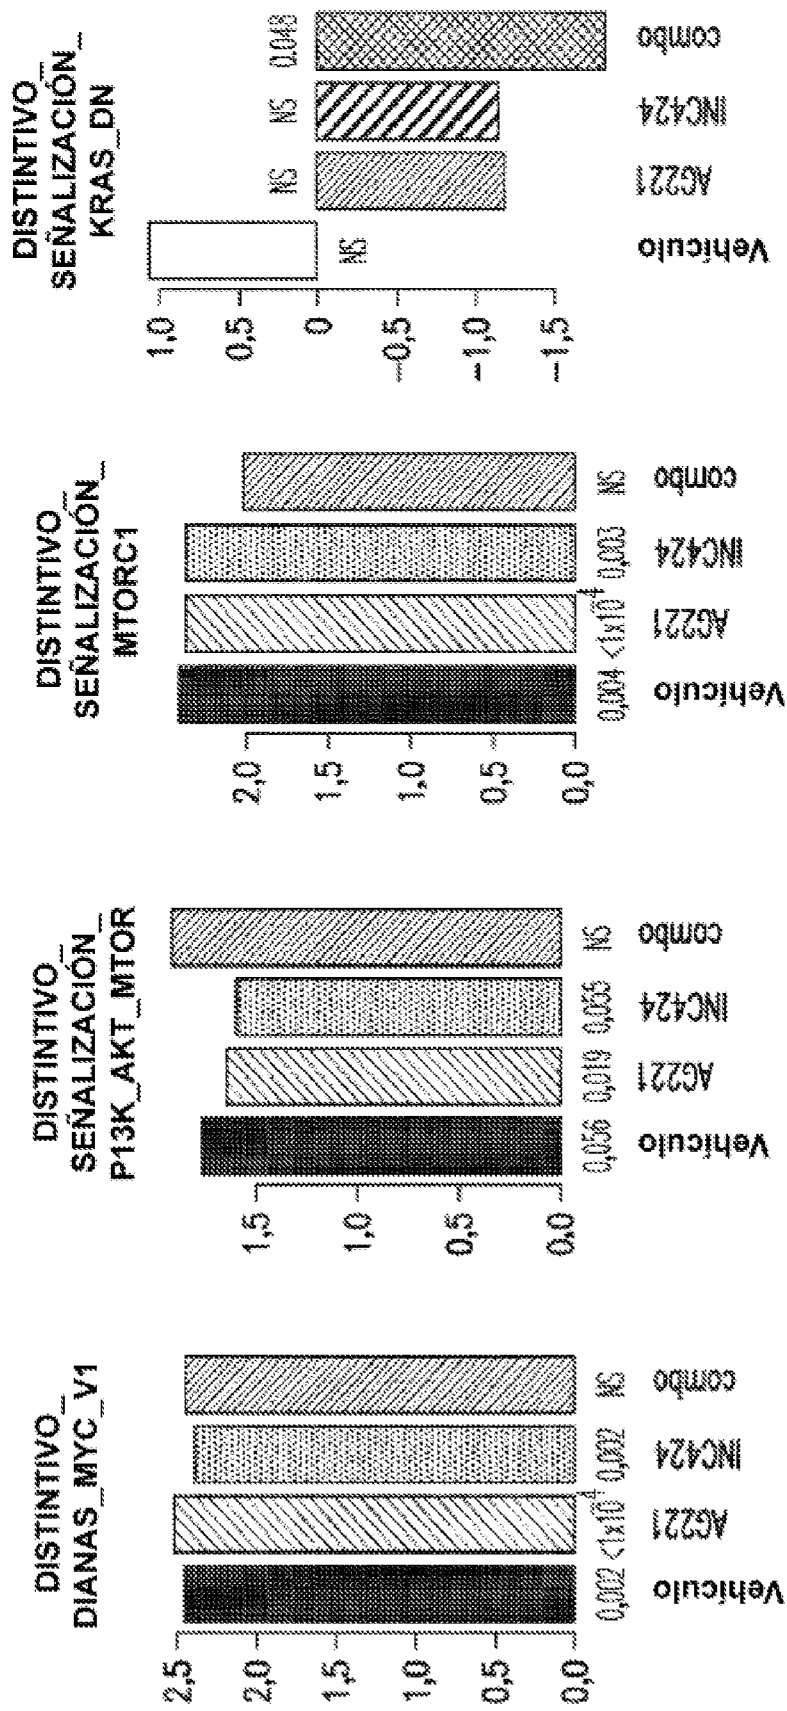 DISTINTIVO_
DIANAS_MYC_V1
2,5
2,0
1,5
1,0
0,5
0,0
0,002 <1x10⁻⁴ 0,002 NS
Vehículo
AG221
INC424
combo
DISTINTIVO_
SEÑALIZACIÓN_
P13K_AKT_MTOR
1,5
1,0
0,5
0.0
0,056 0,019 0,055 NS
Vehículo
AG221
INC424
combo
DISTINTIVO_
SEÑALIZACIÓN_
MTORC1
2,0
1,5
1,0
0,5
0,0
0,004 <1x10⁻⁴ 0,003 NS
Vehículo
AG221
INC424
combo
DISTINTIVO_
SEÑALIZACIÓN_
KRAS_DN
1,0
0,5
0
-0,5
-1,0
-1,5
NS NS NS 0.048
Vehículo
AG221
INC424
combo